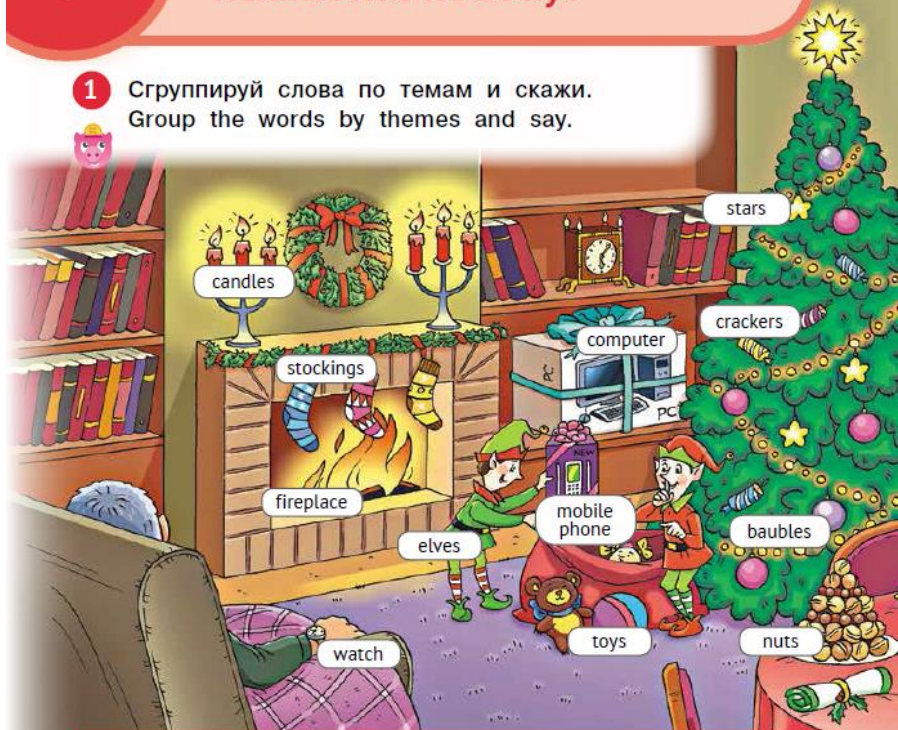 1 Сгруппируй слова по темам и скажи.
Group the words by themes and say.
stars
candles
crackers
computer
PC
PC
stockings
NEW
fireplace
mobile
phone
elves
baubles
toys
nuts
watch